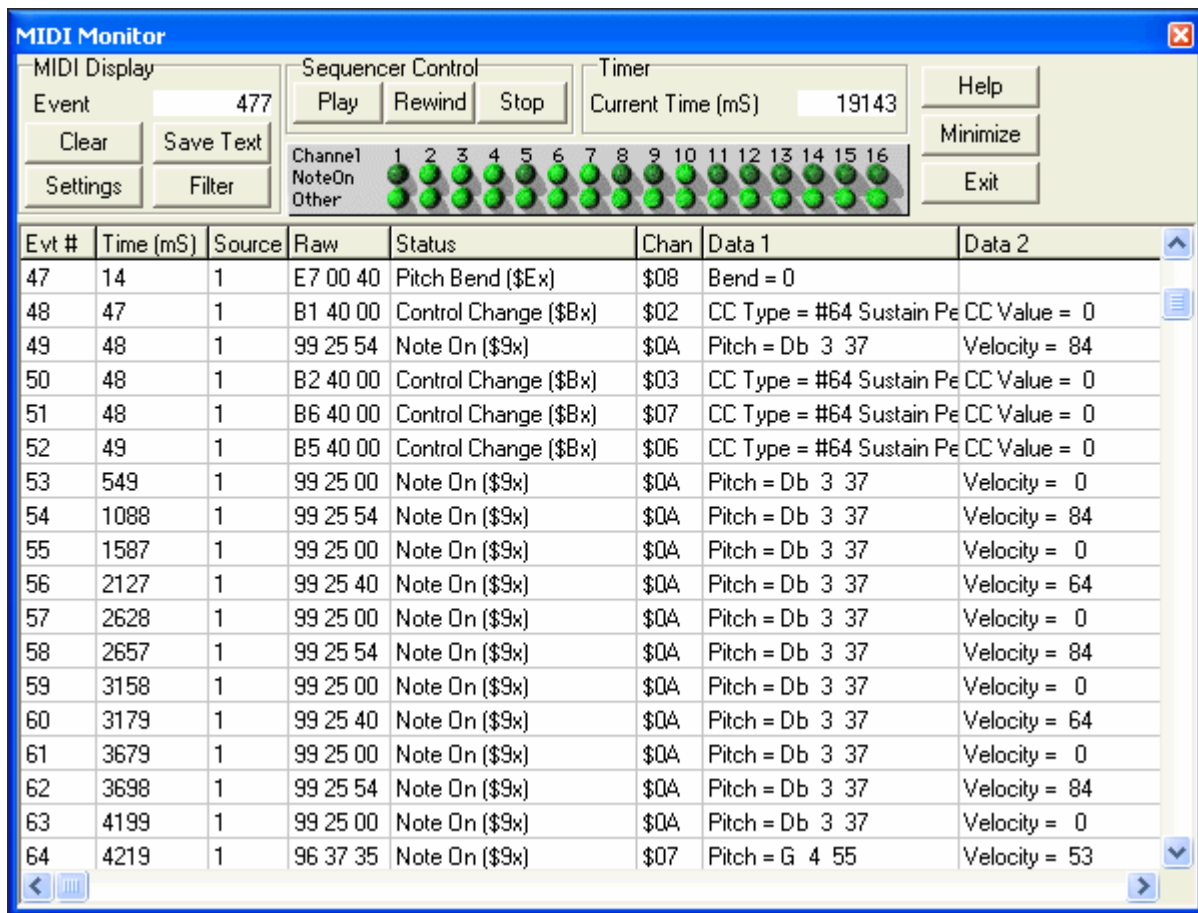 MIDI Monitor
MIDI Display
Event 477
Clear Save Text
Settings Filter
Sequencer Control
Play Rewind Stop
Timer
Current Time (mS) 19143
Help
Minimize
Exit
Channel 1 2 3 4 5 6 7 8 9 10 11 12 13 14 15 16
NoteOn
Other
Evt # Time (mS) Source Raw Status Chan Data 1 Data 2
47 14 1 E7 00 40 Pitch Bend ($Ex) $08 Bend = 0
48 47 1 B1 40 00 Control Change ($Bx) $02 CC Type = #64 Sustain Pe CC Value = 0
49 48 1 99 25 54 Note On ($9x) $0A Pitch = Db 3 37 Velocity = 84
50 48 1 B2 40 00 Control Change ($Bx) $03 CC Type = #64 Sustain Pe CC Value = 0
51 48 1 B6 40 00 Control Change ($Bx) $07 CC Type = #64 Sustain Pe CC Value = 0
52 49 1 B5 40 00 Control Change ($Bx) $06 CC Type = #64 Sustain Pe CC Value = 0
53 549 1 99 25 00 Note On ($9x) $0A Pitch = Db 3 37 Velocity = 0
54 1088 1 99 25 54 Note On ($9x) $0A Pitch = Db 3 37 Velocity = 84
55 1587 1 99 25 00 Note On ($9x) $0A Pitch = Db 3 37 Velocity = 0
56 2127 1 99 25 40 Note On ($9x) $0A Pitch = Db 3 37 Velocity = 64
57 2628 1 99 25 00 Note On ($9x) $0A Pitch = Db 3 37 Velocity = 0
58 2657 1 99 25 54 Note On ($9x) $0A Pitch = Db 3 37 Velocity = 84
59 3158 1 99 25 00 Note On ($9x) $0A Pitch = Db 3 37 Velocity = 0
60 3179 1 99 25 40 Note On ($9x) $0A Pitch = Db 3 37 Velocity = 64
61 3679 1 99 25 00 Note On ($9x) $0A Pitch = Db 3 37 Velocity = 0
62 3698 1 99 25 54 Note On ($9x) $0A Pitch = Db 3 37 Velocity = 84
63 4199 1 99 25 00 Note On ($9x) $0A Pitch = Db 3 37 Velocity = 0
64 4219 1 96 37 35 Note On ($9x) $07 Pitch = G 4 55 Velocity = 53